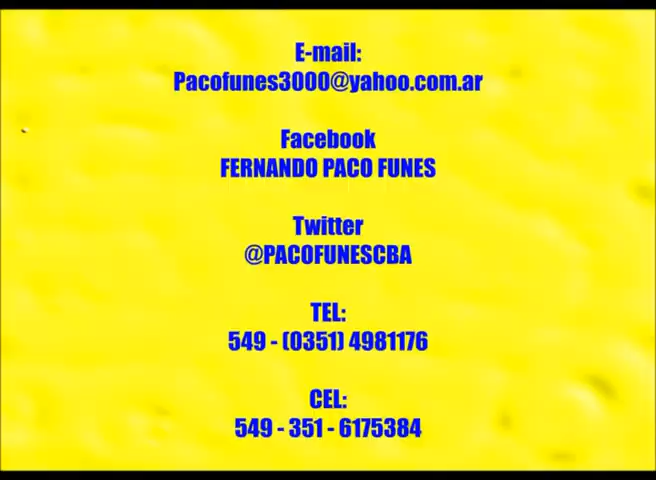 E-mail:
Pacofunes3000@yahoo.com.ar
Facebook
FERNANDO PACO FUNES
Twitter
@PACOFUNESCBA
TEL:
549 - (0351) 4981176
CEL:
549 - 351 - 6175384